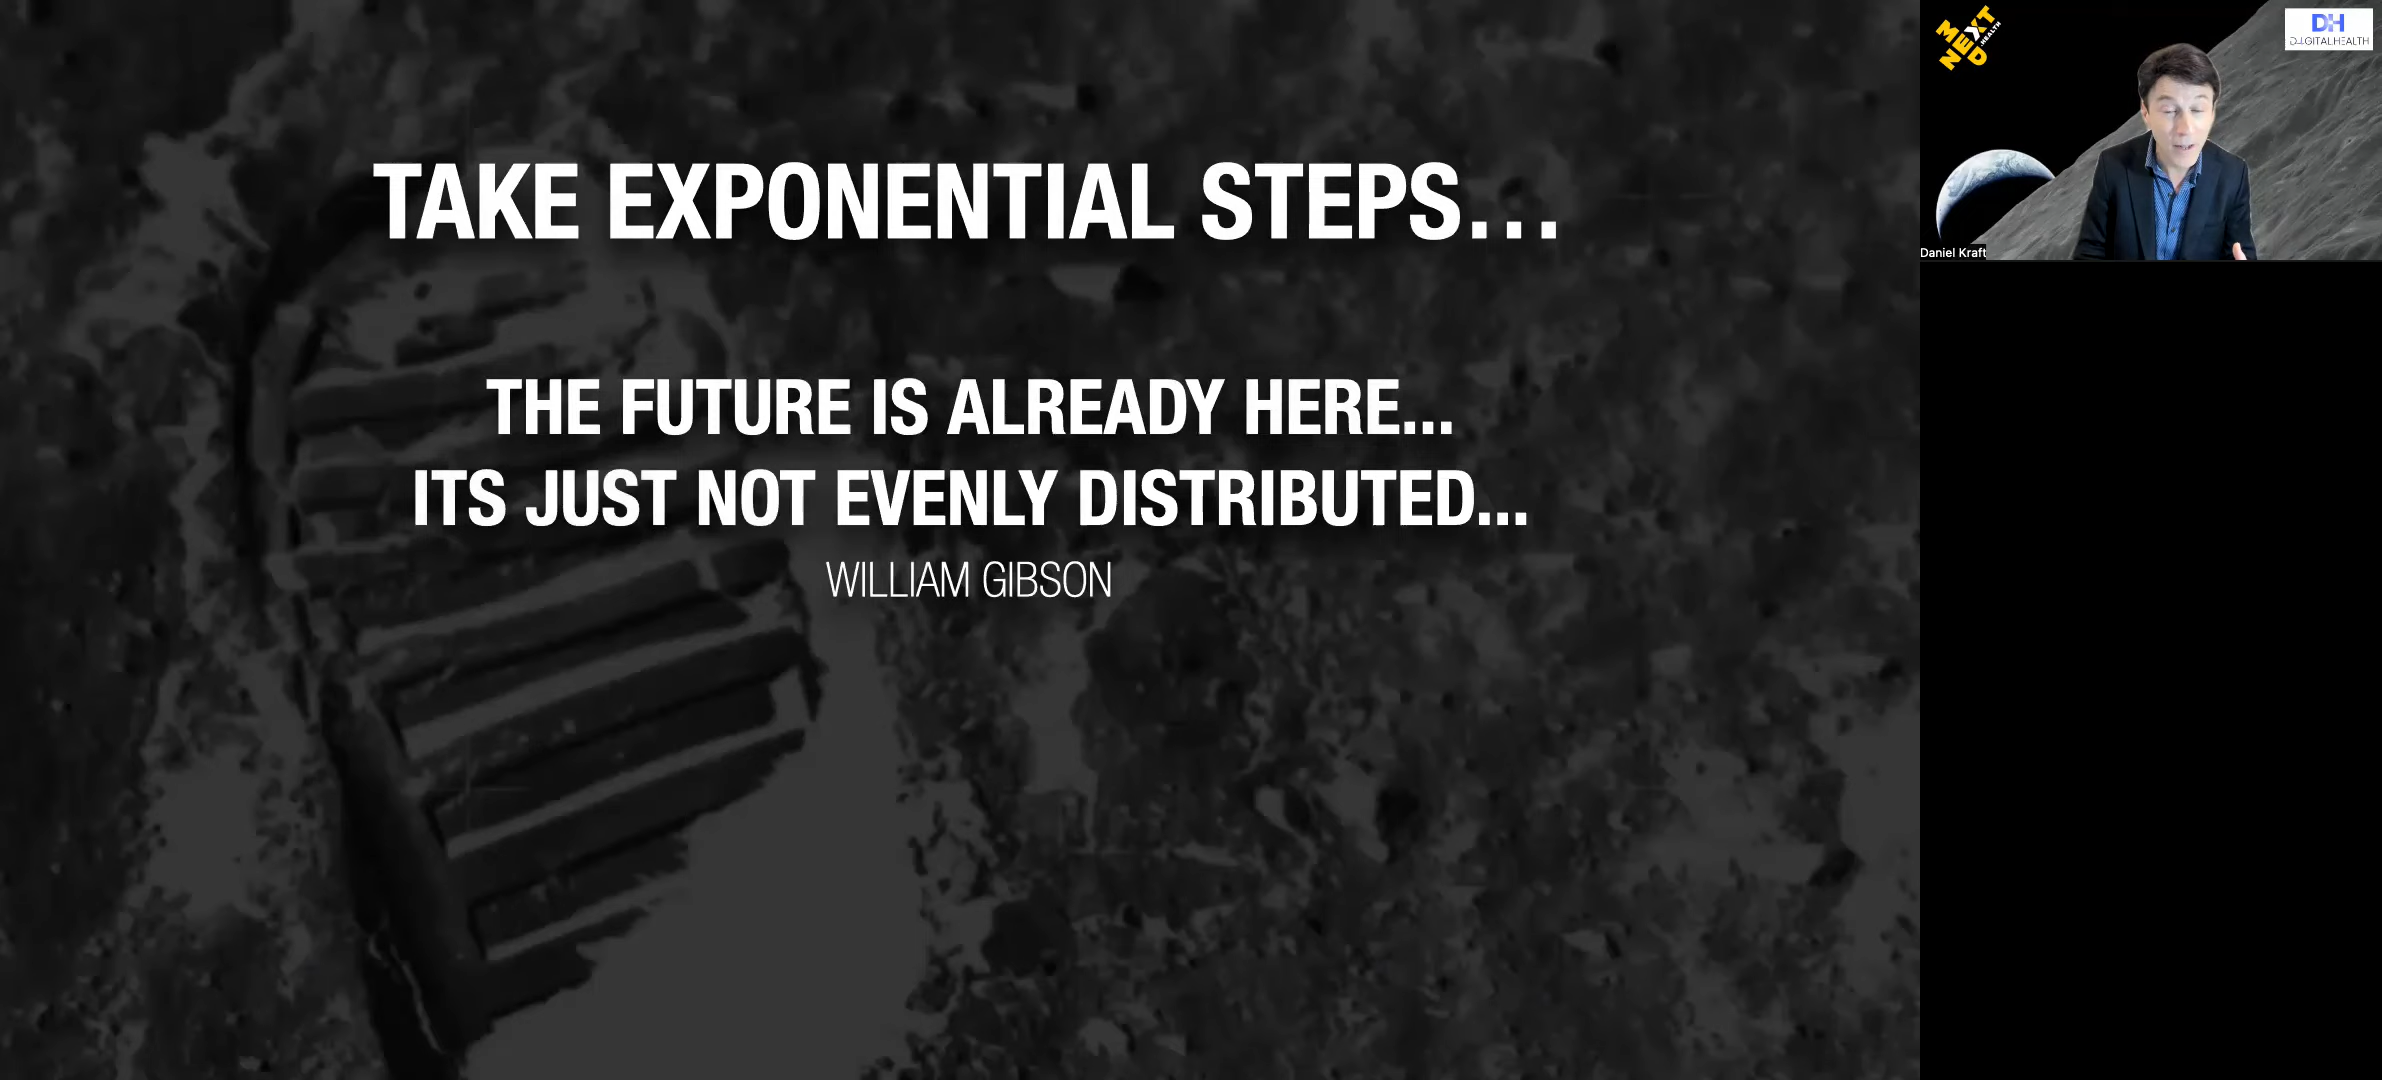 TAKE EXPONENTIAL STEPS...
THE FUTURE IS ALREADY HERE...
ITS JUST NOT EVENLY DISTRIBUTED...
WILLIAM GIBSON
NEXT
MED
.HEALTH
DH
DIGITALHEALTH
Daniel Kraft